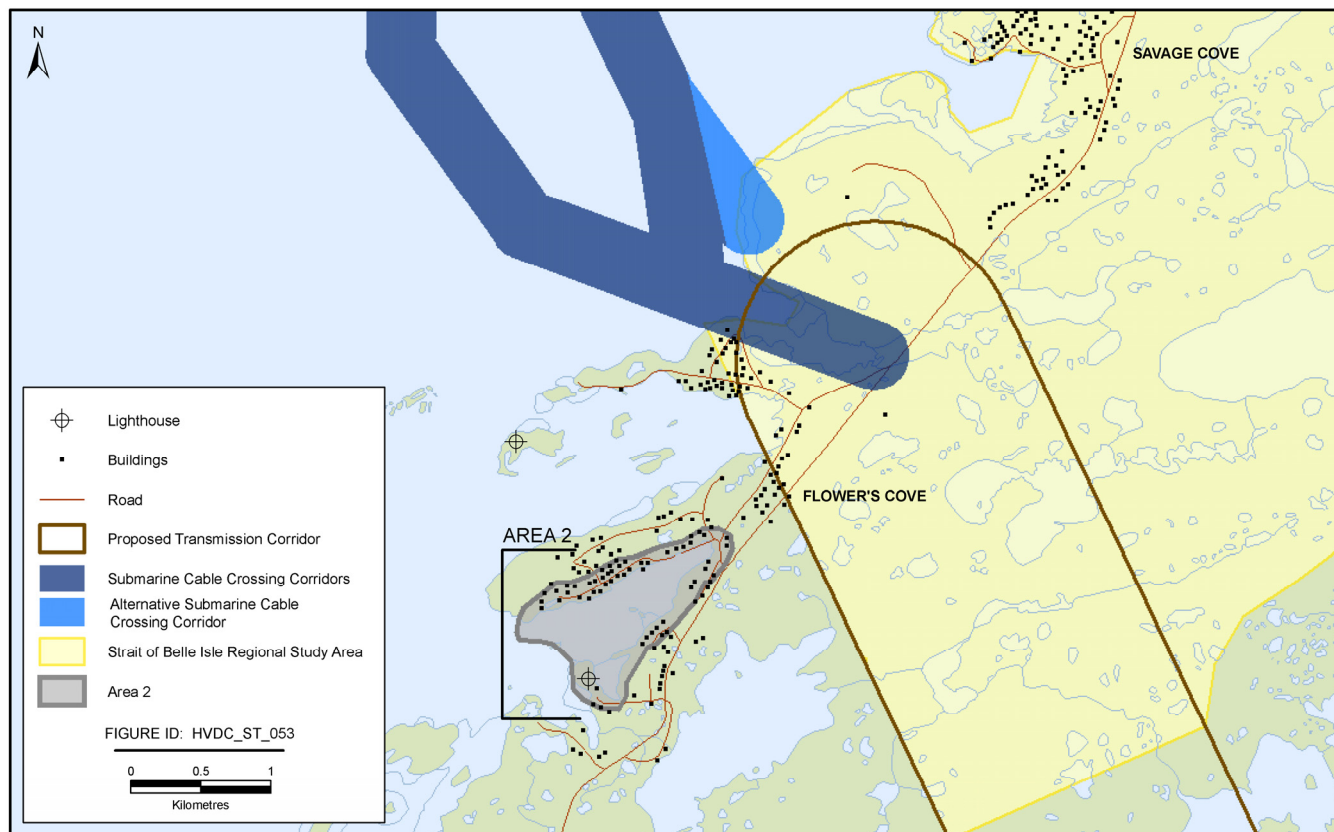 N
SAVAGE COVE
FLOWER'S COVE
AREA 2
Lighthouse
Buildings
Road
Proposed Transmission Corridor
Submarine Cable Crossing Corridors
Alternative Submarine Cable
Crossing Corridor
Strait of Belle Isle Regional Study Area
Area 2
FIGURE ID: HVDC_ST_053
0 0.5 1
Kilometres